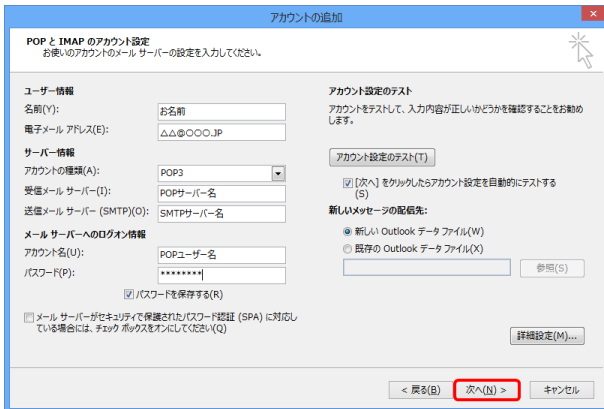 アカウントの追加
POP と IMAP のアカウント設定
お使いのアカウントのメール サーバーの設定を入力してください。
ユーザー情報
名前(Y):
お名前
電子メール アドレス(E):
△△@○○○.JP
サーバー情報
アカウントの種類(A):
POP3
受信メール サーバー(I):
POPサーバー名
送信メール サーバー (SMTP)(O):
SMTPサーバー名
メール サーバーへのログオン情報
アカウント名(U):
POPユーザー名
パスワード(P):
********
パスワードを保存する(R)
メール サーバーがセキュリティで保護されたパスワード認証 (SPA) に対応し
ている場合には、チェック ボックスをオンにしてください(Q)
アカウント設定のテスト
アカウントをテストして、入力内容が正しいかどうかを確認することをお勧め
します。
アカウント設定のテスト(T)
[次へ] をクリックしたらアカウント設定を自動的にテストする
(S)
新しいメッセージの配信先:
新しい Outlook データ ファイル(W)
既存の Outlook データ ファイル(X)
参照(S)
詳細設定(M)...
< 戻る(B)
次へ(N) >
キャンセル